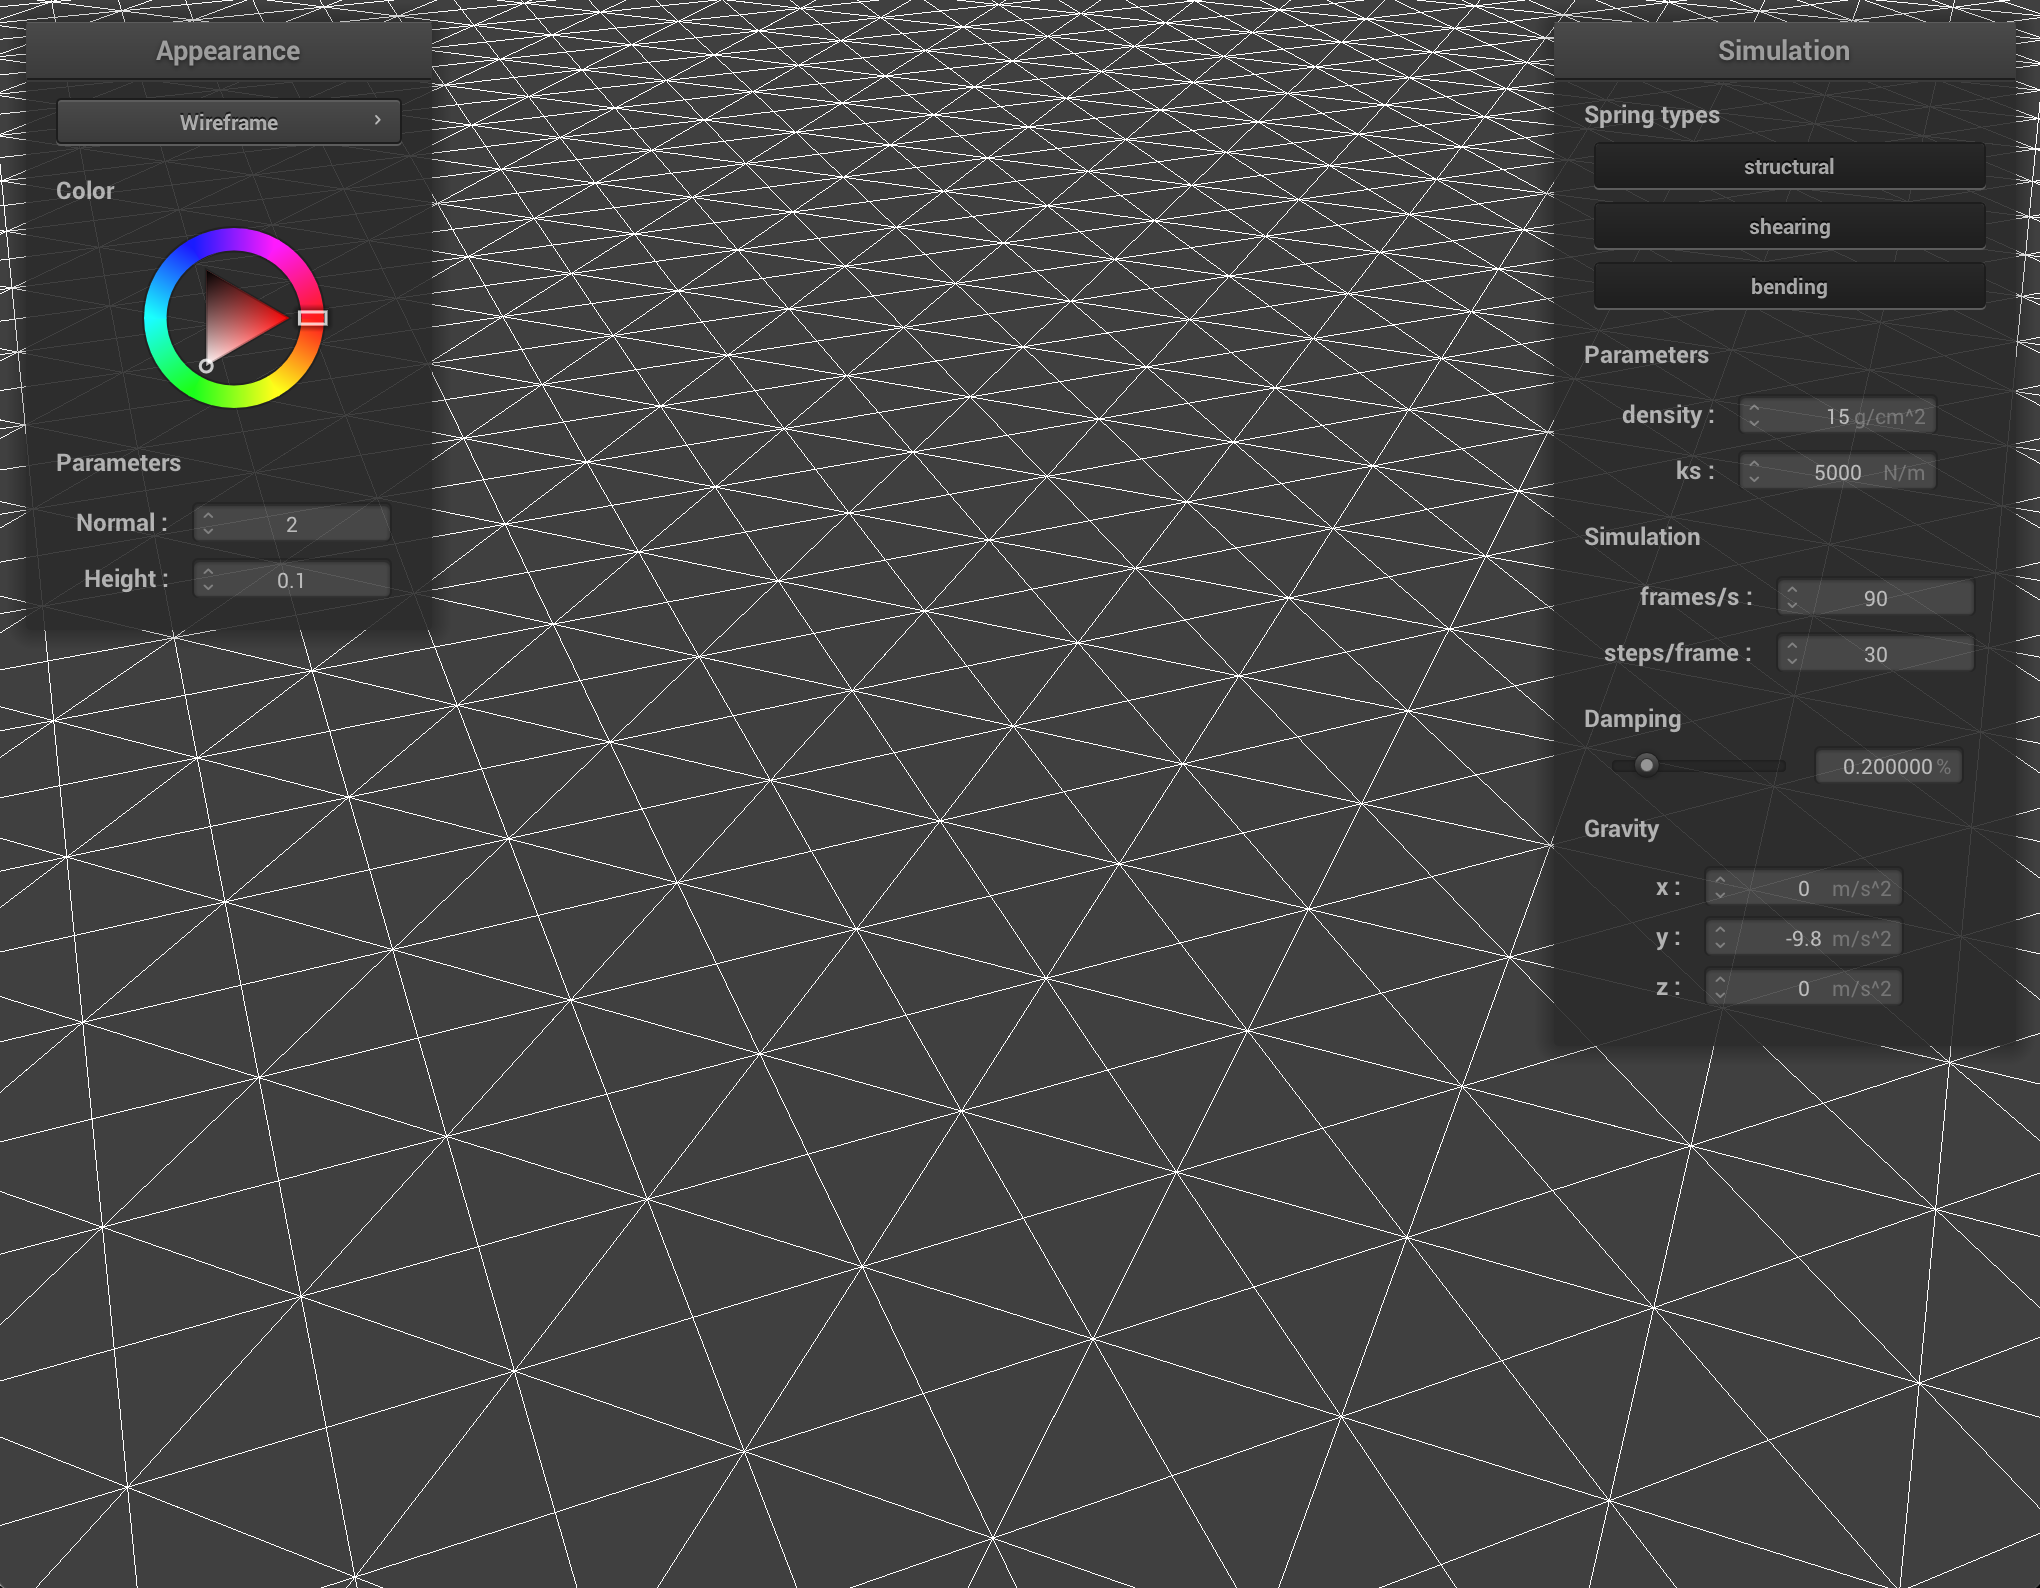 Appearance
Wireframe
Color
Parameters
Normal : 2
Height : 0.1
Simulation
Spring types
structural
shearing
bending
Parameters
density : 15 g/cm^2
ks : 5000 N/m
Simulation
frames/s : 90
steps/frame : 30
Damping
0.200000 %
Gravity
x : 0 m/s^2
y : -9.8 m/s^2
z : 0 m/s^2